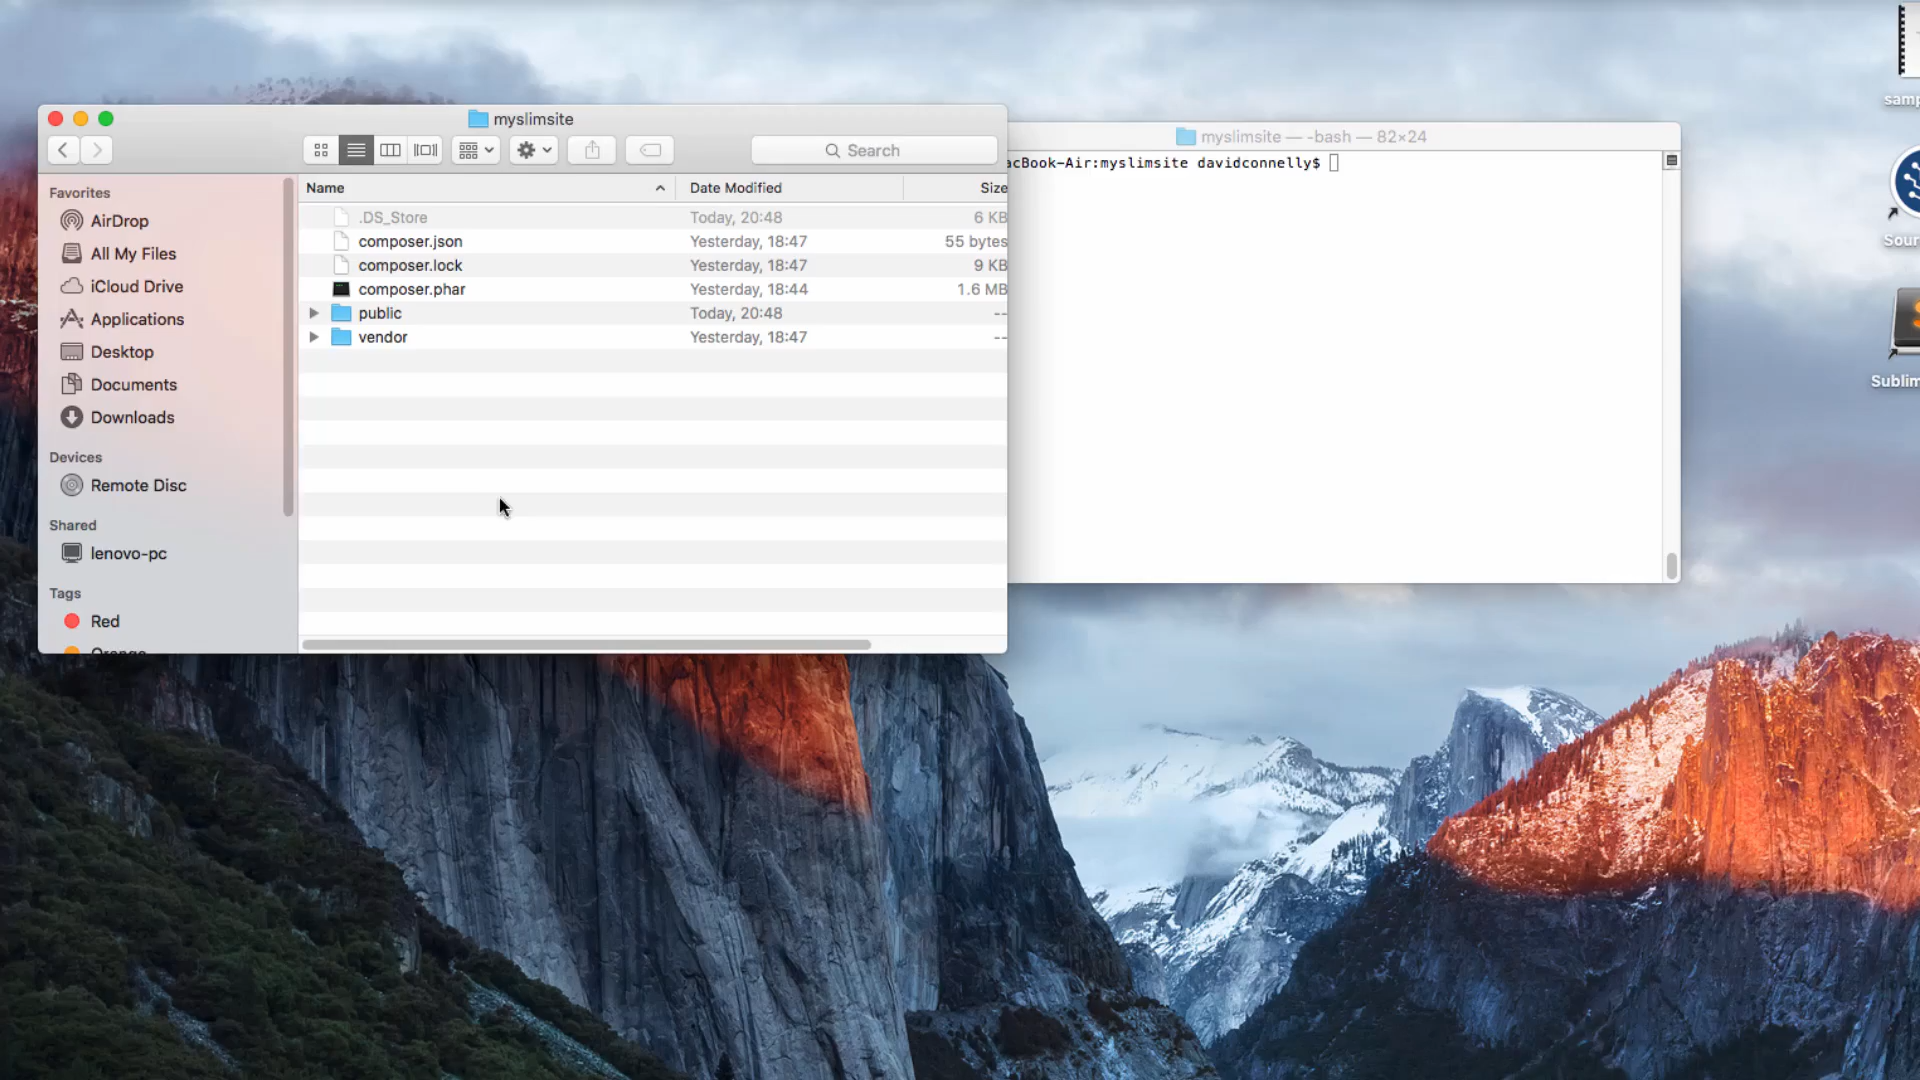 myslimsite
Search
Favorites
AirDrop
All My Files
iCloud Drive
Applications
Desktop
Documents
Downloads
Devices
Remote Disc
Shared
lenovo-pc
Tags
Red
Orange
Name Date Modified Size
.DS_Store Today, 20:48 6 KB
composer.json Yesterday, 18:47 55 bytes
composer.lock Yesterday, 18:47 9 KB
composer.phar Yesterday, 18:44 1.6 MB
public Today, 20:48 --
vendor Yesterday, 18:47 --
myslimsite — -bash — 82×24
acBook-Air:myslimsite davidconnelly$
samp
Sour
Sublim